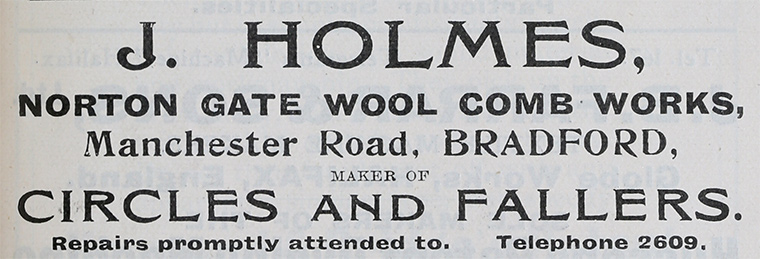 J. HOLMES,
NORTON GATE WOOL COMB WORKS,
Manchester Road, BRADFORD,
MAKER OF
CIRCLES AND FALLERS.
Repairs promptly attended to. Telephone 2609.